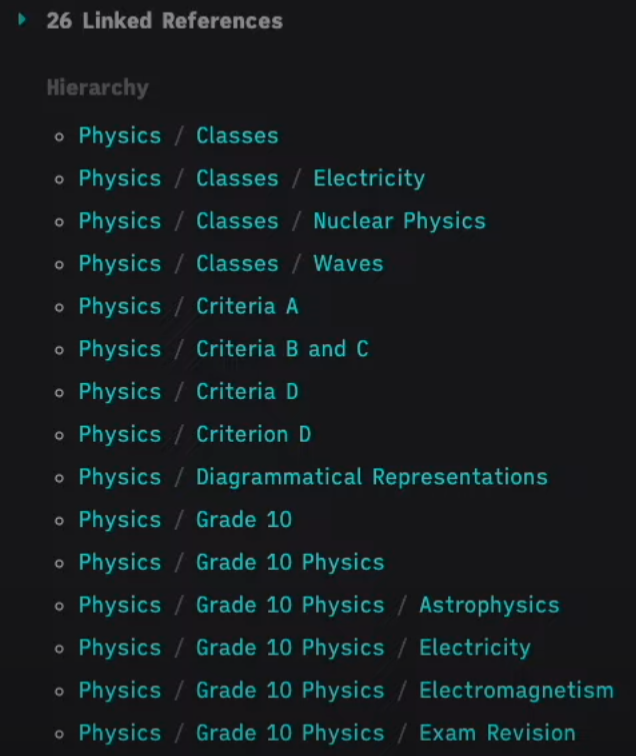 26 Linked References
Hierarchy
Physics / Classes
Physics / Classes / Electricity
Physics / Classes / Nuclear Physics
Physics / Classes / Waves
Physics / Criteria A
Physics / Criteria B and C
Physics / Criteria D
Physics / Criterion D
Physics / Diagrammatical Representations
Physics / Grade 10
Physics / Grade 10 Physics
Physics / Grade 10 Physics / Astrophysics
Physics / Grade 10 Physics / Electricity
Physics / Grade 10 Physics / Electromagnetism
Physics / Grade 10 Physics / Exam Revision